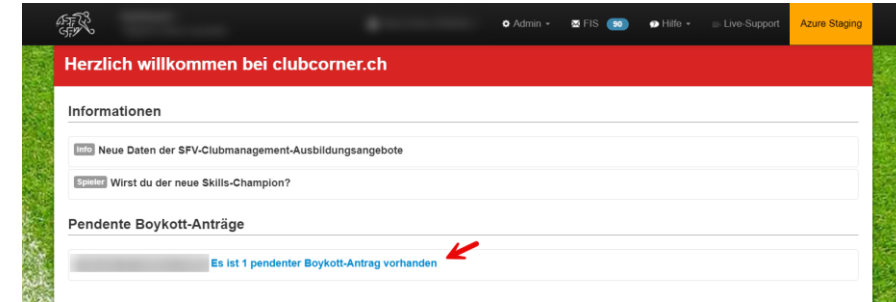 ASF SFV
Admin FIS 90 Hilfe Live-Support Azure Staging
Herzlich willkommen bei clubcorner.ch
Informationen
Info Neue Daten der SFV-Clubmanagement-Ausbildungsangebote
Spieler Wirst du der neue Skills-Champion?
Pendente Boykott-Anträge
Es ist 1 pendenter Boykott-Antrag vorhanden